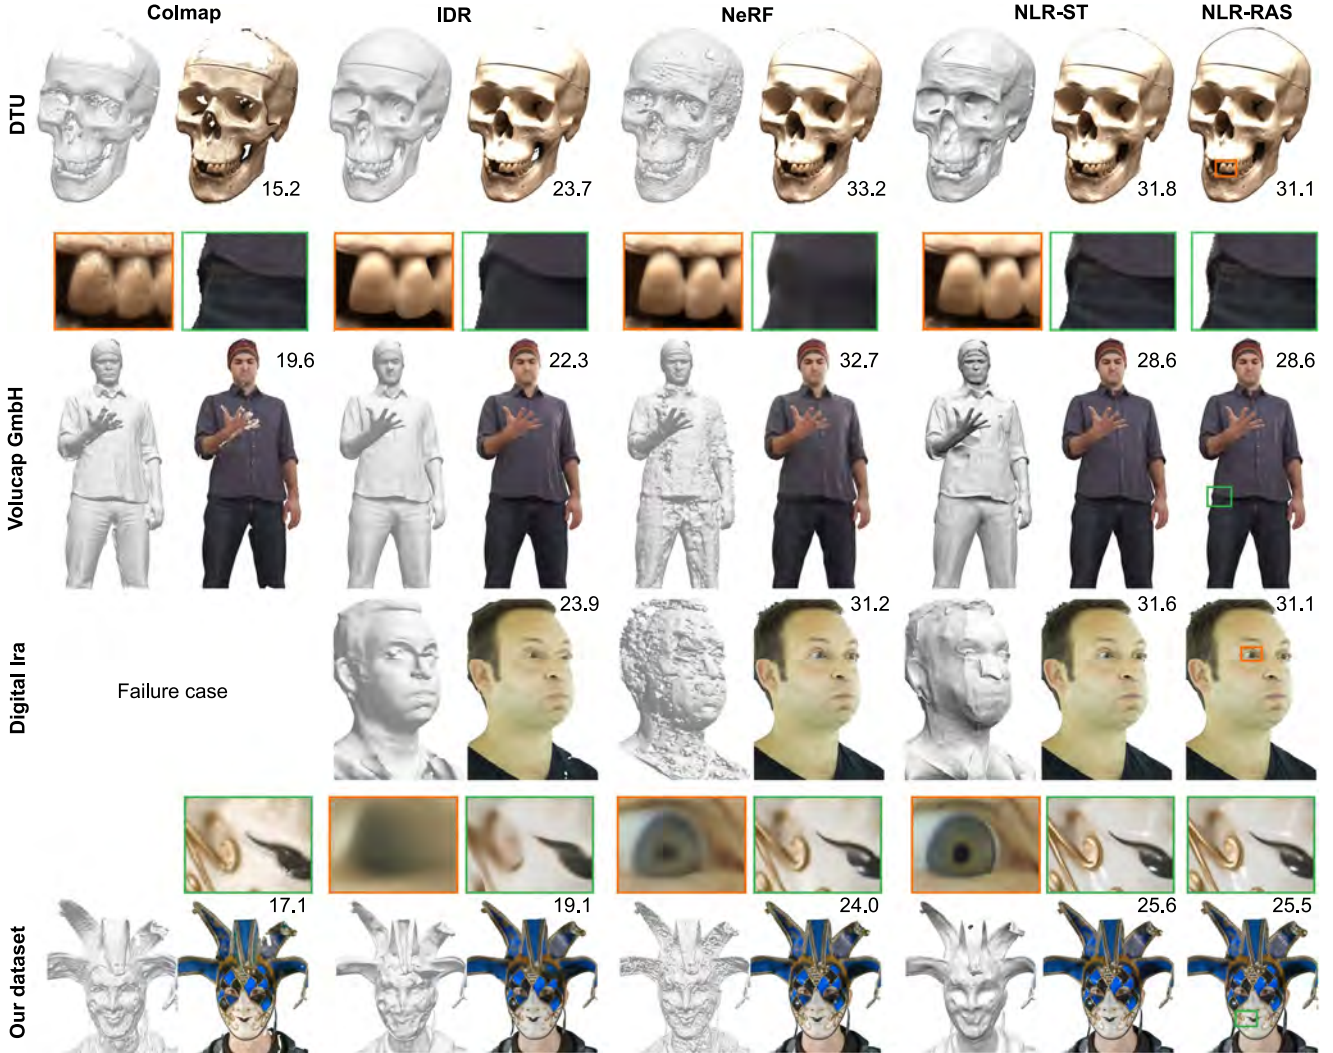 Colmap IDR NeRF NLR-ST NLR-RAS
DTU
15.2 23.7 33.2 31.8 31.1
Volucap GmbH
19.6 22.3 32.7 28.6 28.6
Digital Ira
Failure case
23.9 31.2 31.6 31.1
Our dataset
17.1 19.1 24.0 25.6 25.5